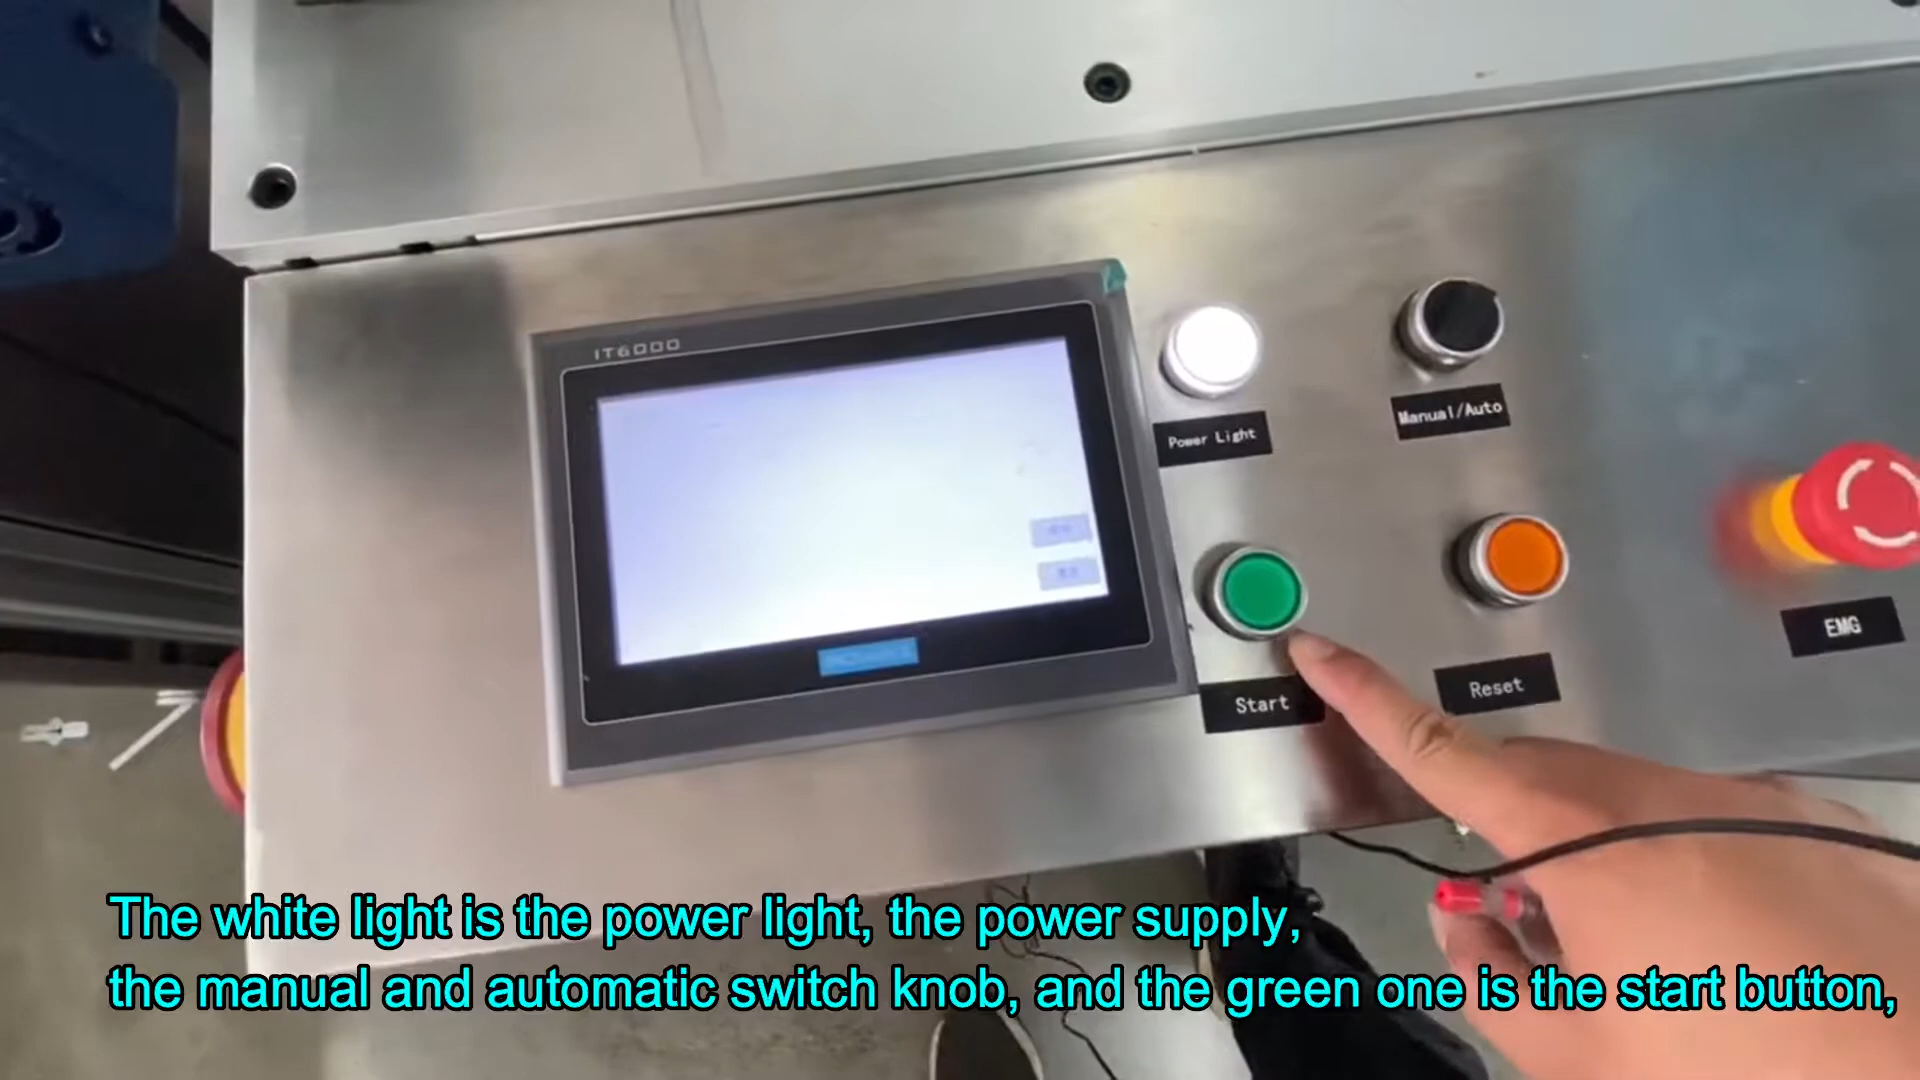 IT6000
Power Light
Manual/Auto
Start
Reset
EMG
The white light is the power light, the power supply,
the manual and automatic switch knob, and the green one is the start button,